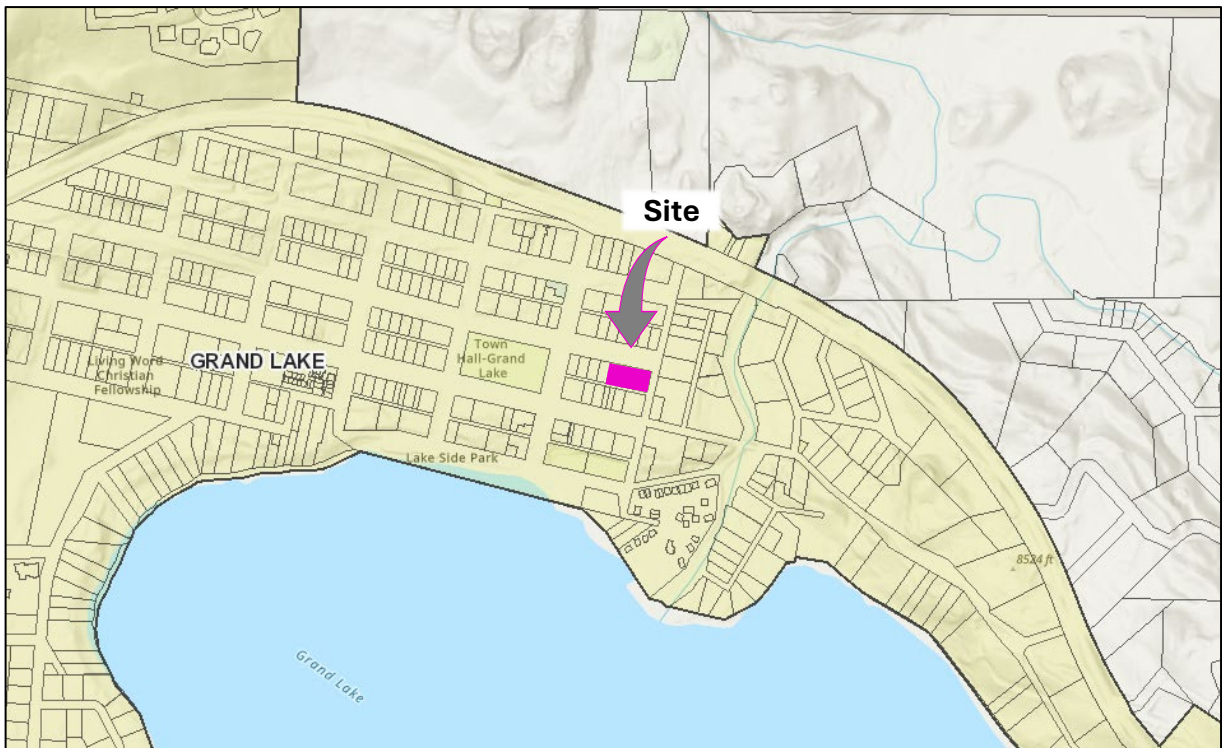 Site
Town
Hall-Grand
Lake
GRAND LAKE
Living Word
Christian
Fellowship
Lake Side Park
8524 ft
Grand Lake